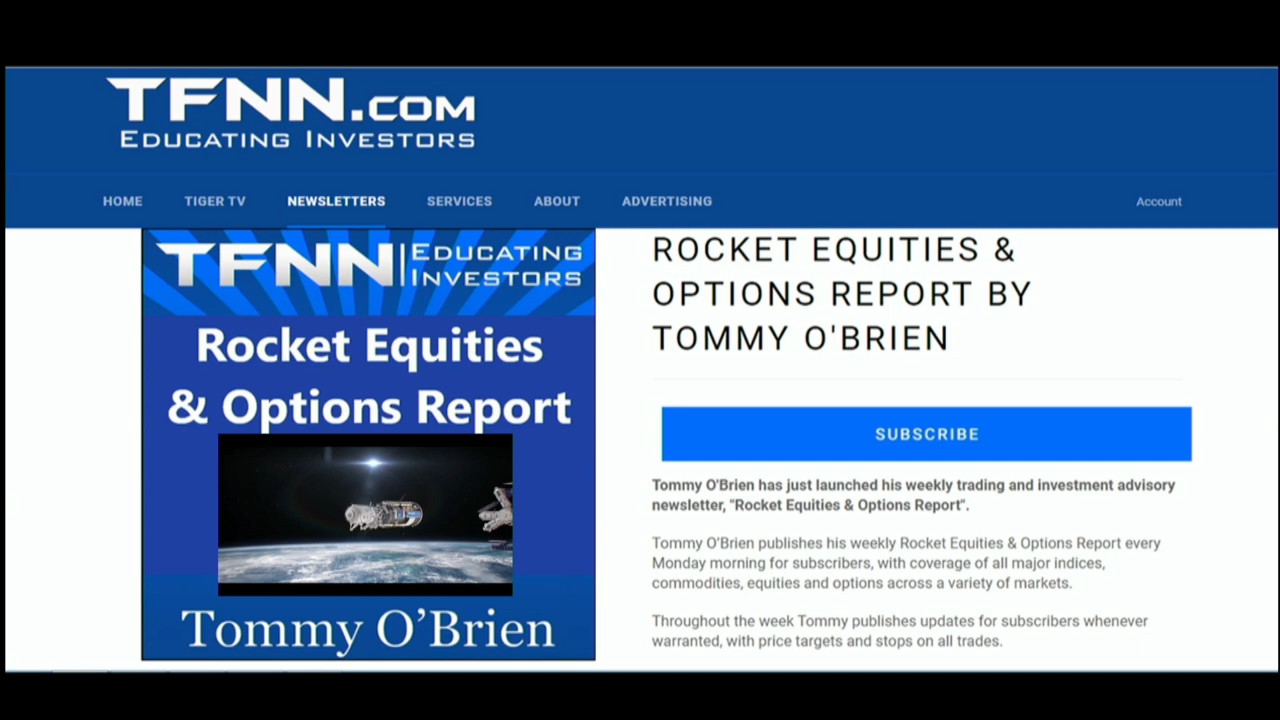 TFNN.COM
EDUCATING INVESTORS
HOME TIGER TV NEWSLETTERS SERVICES ABOUT ADVERTISING Account
TFNN EDUCATING
INVESTORS
Rocket Equities
& Options Report
Tommy O’Brien
ROCKET EQUITIES &
OPTIONS REPORT BY
TOMMY O'BRIEN
SUBSCRIBE
Tommy O'Brien has just launched his weekly trading and investment advisory
newsletter, "Rocket Equities & Options Report".
Tommy O'Brien publishes his weekly Rocket Equities & Options Report every
Monday morning for subscribers, with coverage of all major indices,
commodities, equities and options across a variety of markets.
Throughout the week Tommy publishes updates for subscribers whenever
warranted, with price targets and stops on all trades.